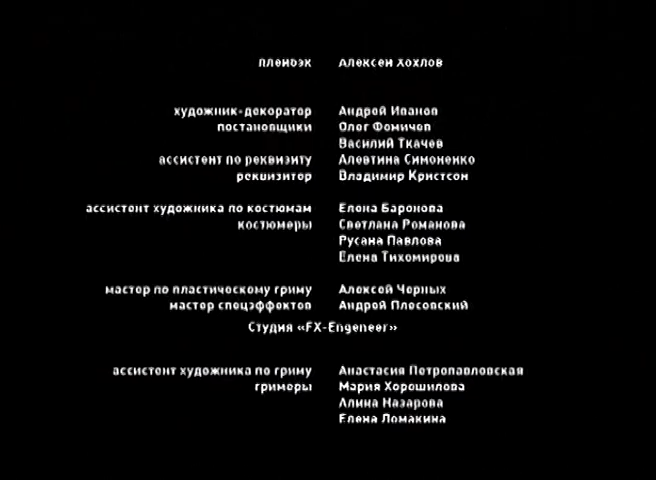 плейбэк Алексей Хохлов
художник-декоратор Андрей Иванов
постановщики Олег Фомичев
Василий Ткачев
ассистент по реквизиту Алевтина Симоненко
реквизитор Владимир Кристсон
ассистент художника по костюмам Елена Баронова
костюмеры Светлана Романова
Русана Павлова
Елена Тихомирова
мастер по пластическому гриму Алексей Черных
мастер спецэффектов Андрей Плесовский
Студия «FX-Engeneer»
ассистент художника по гриму Анастасия Петропавловская
гримеры Мария Хорошилова
Алина Назарова
Елена Ломакина